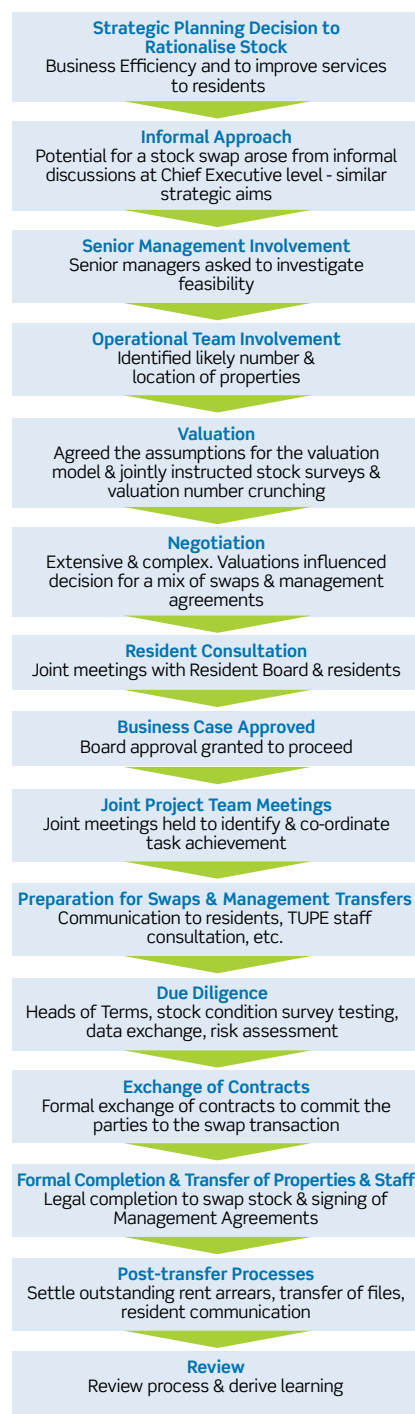 Strategic Planning Decision to
Rationalise Stock
Business Efficiency and to improve services
to residents
Informal Approach
Potential for a stock swap arose from informal
discussions at Chief Executive level - similar
strategic aims
Senior Management Involvement
Senior managers asked to investigate
feasibility
Operational Team Involvement
Identified likely number &
location of properties
Valuation
Agreed the assumptions for the valuation
model & jointly instructed stock surveys &
valuation number crunching
Negotiation
Extensive & complex. Valuations influenced
decision for a mix of swaps & management
agreements
Resident Consultation
Joint meetings with Resident Board & residents
Business Case Approved
Board approval granted to proceed
Joint Project Team Meetings
Joint meetings held to identify & co-ordinate
task achievement
Preparation for Swaps & Management Transfers
Communication to residents, TUPE staff
consultation, etc.
Due Diligence
Heads of Terms, stock condition survey testing,
data exchange, risk assessment
Exchange of Contracts
Formal exchange of contracts to commit the
parties to the swap transaction
Formal Completion & Transfer of Properties & Staff
Legal completion to swap stock & signing of
Management Agreements
Post-transfer Processes
Settle outstanding rent arrears, transfer of files,
resident communication
Review
Review process & derive learning